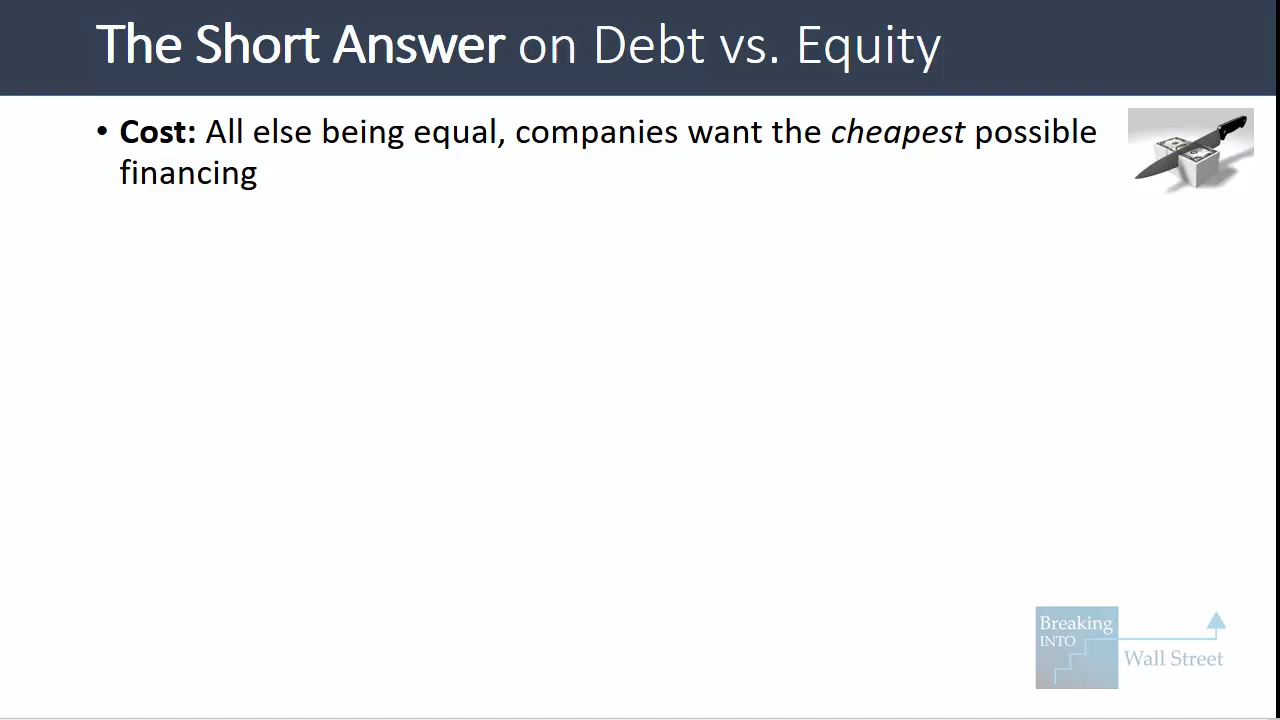 The Short Answer on Debt vs. Equity
• Cost: All else being equal, companies want the cheapest possible
financing
Breaking
INTO
Wall Street